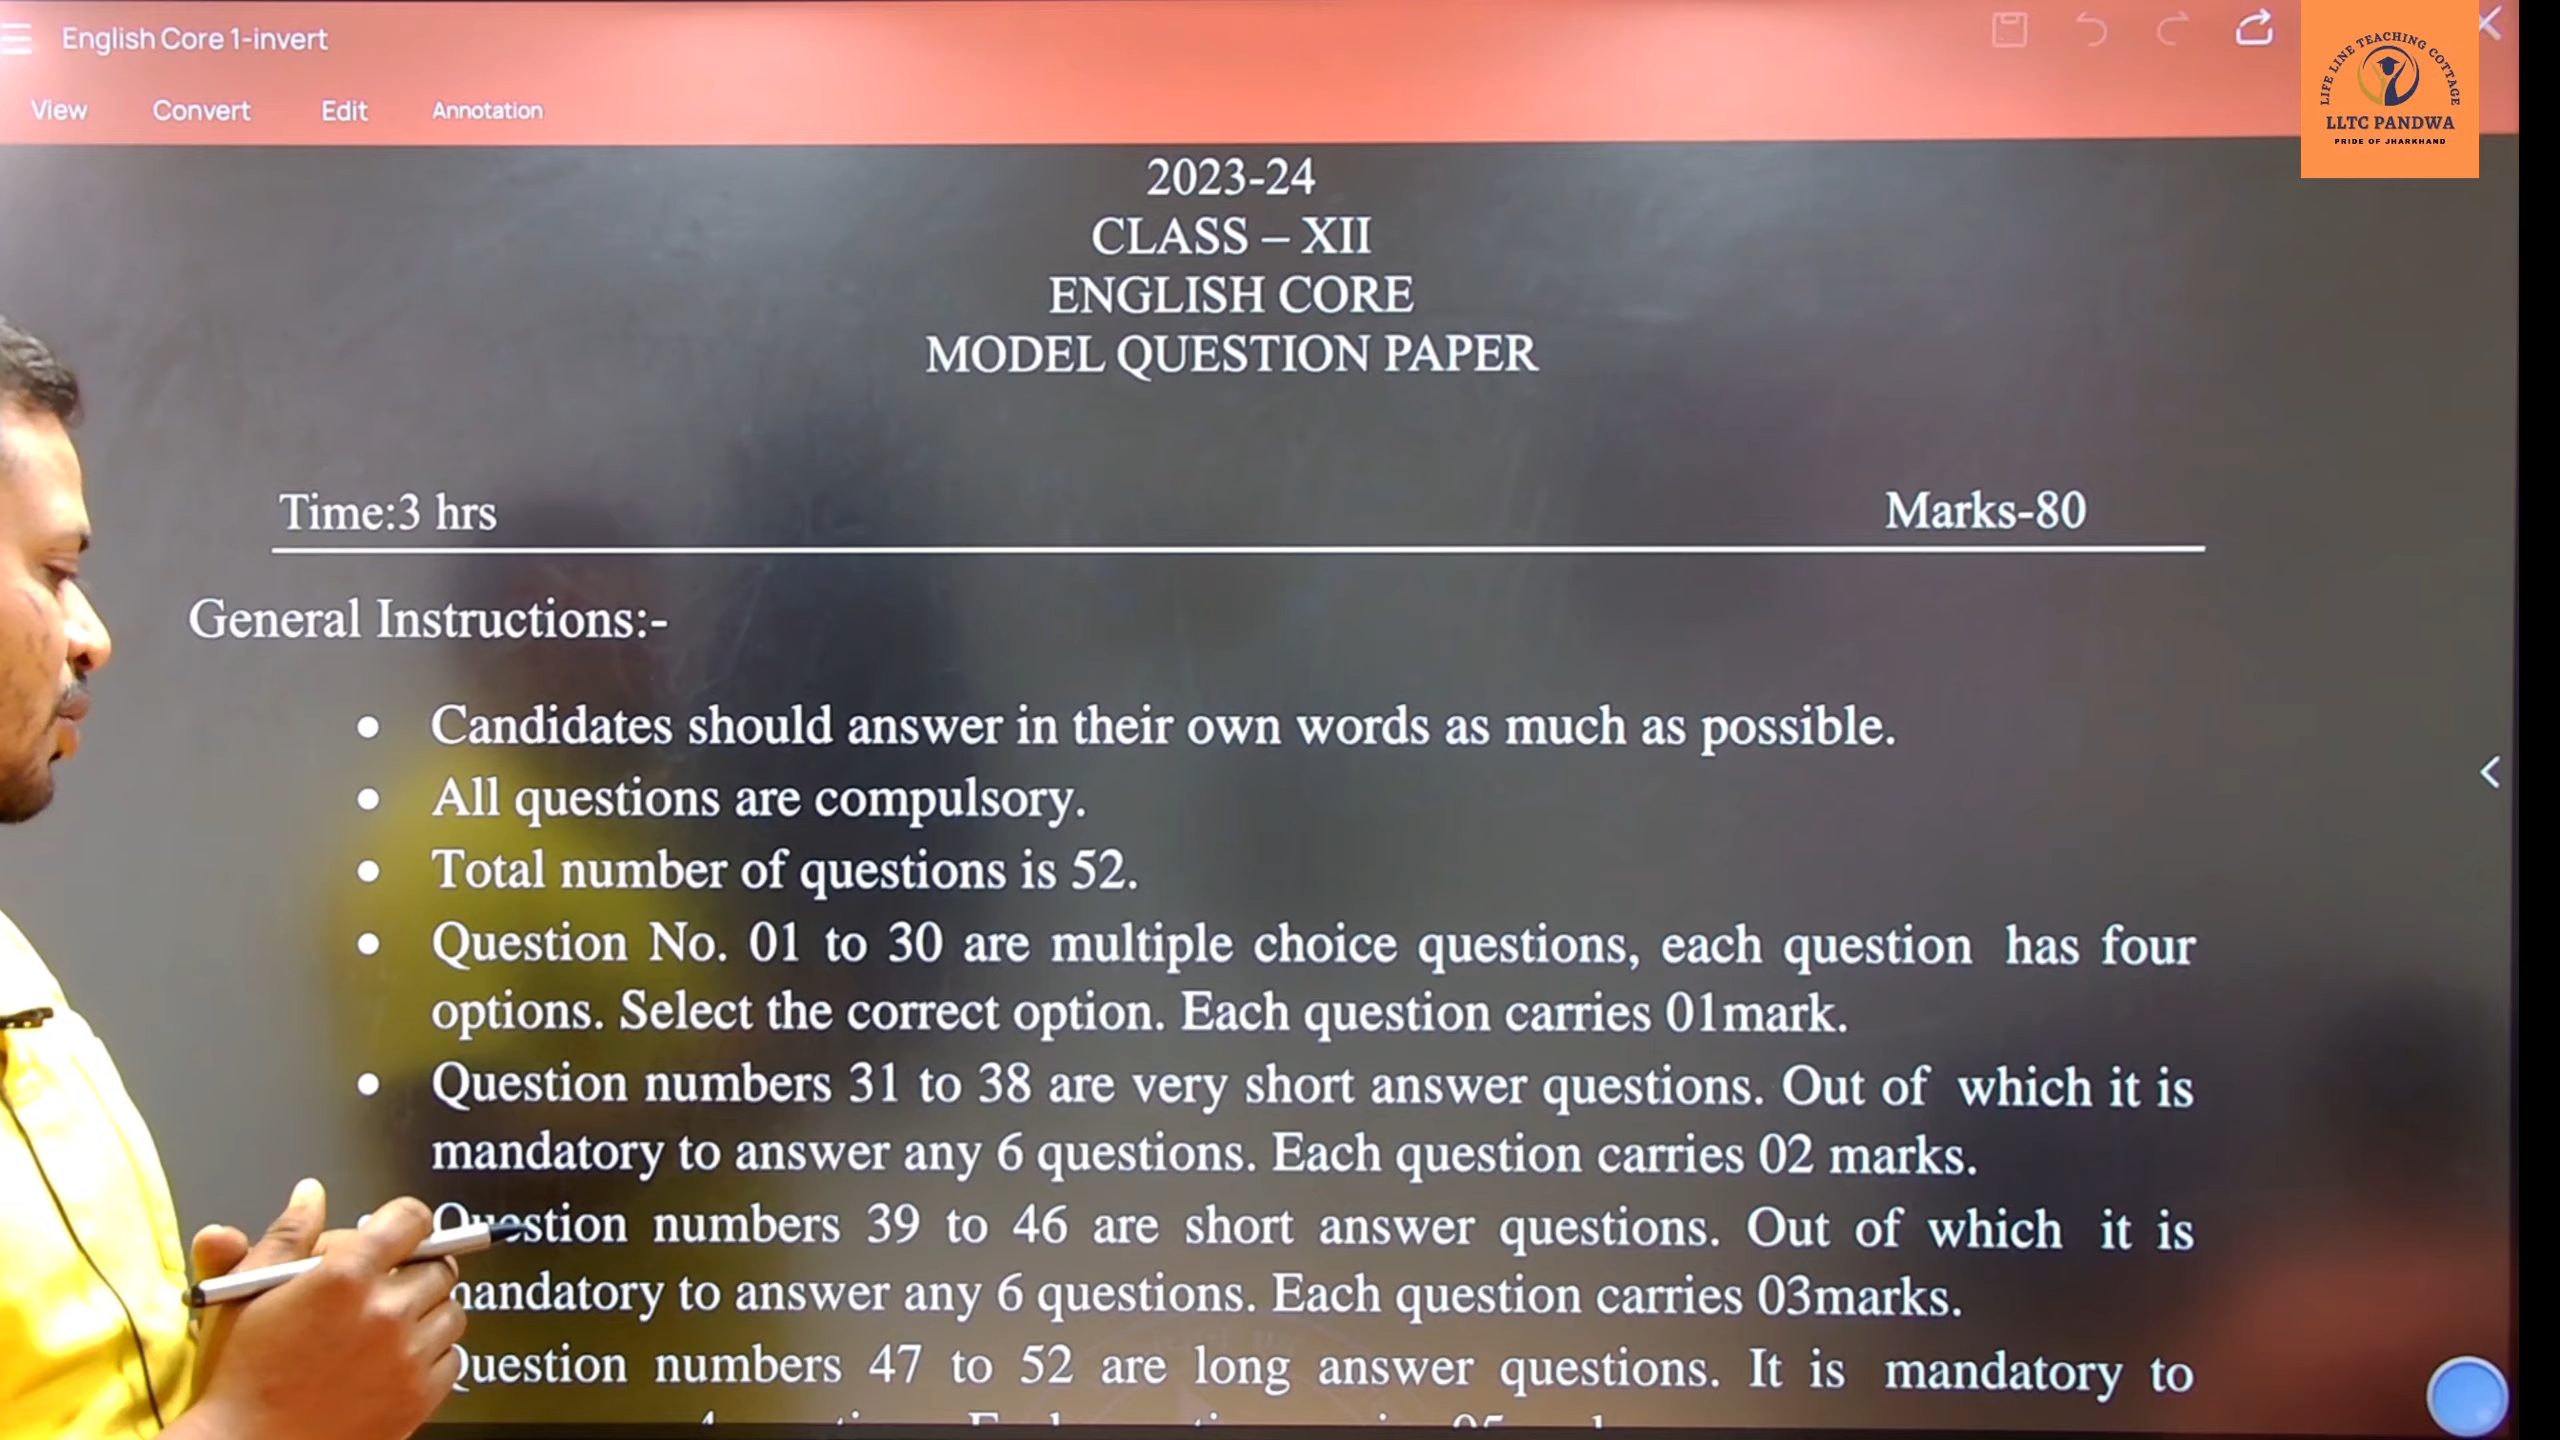 English Core 1-invert
View Convert Edit Annotation
LIFE LINE TEACHING COTTAGE
LLTC PANDWA
PRIDE OF JHARKHAND
2023-24
CLASS – XII
ENGLISH CORE
MODEL QUESTION PAPER
Time:3 hrs Marks-80
General Instructions:-
• Candidates should answer in their own words as much as possible.
• All questions are compulsory.
• Total number of questions is 52.
• Question No. 01 to 30 are multiple choice questions, each question has four
options. Select the correct option. Each question carries 01mark.
• Question numbers 31 to 38 are very short answer questions. Out of which it is
mandatory to answer any 6 questions. Each question carries 02 marks.
Question numbers 39 to 46 are short answer questions. Out of which it is
mandatory to answer any 6 questions. Each question carries 03marks.
Question numbers 47 to 52 are long answer questions. It is mandatory to